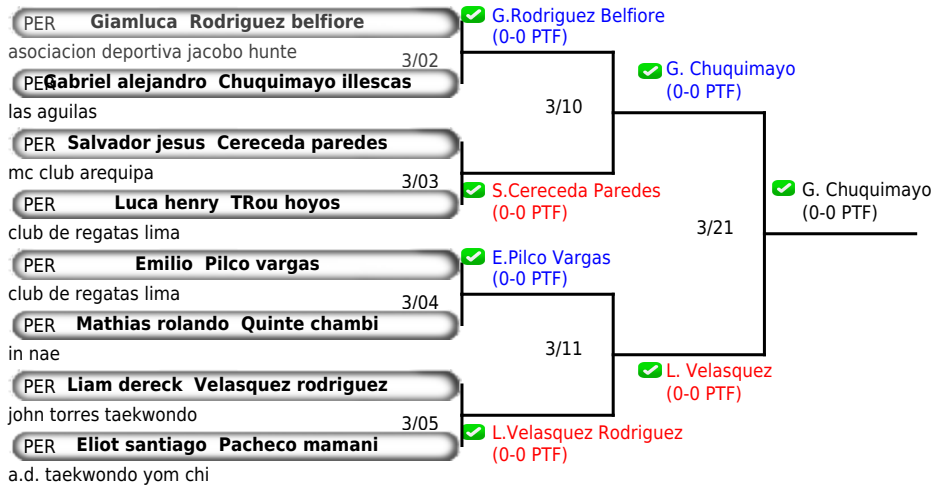 PER Giamluca Rodriguez belfiore
asociacion deportiva jacobo hunte
3/02
PER Gabriel alejandro Chuquimayo illescas
las aguilas
PER Salvador jesus Cereceda paredes
mc club arequipa
3/03
PER Luca henry TRou hoyos
club de regatas lima
PER Emilio Pilco vargas
club de regatas lima
3/04
PER Mathias rolando Quinte chambi
in nae
PER Liam dereck Velasquez rodriguez
john torres taekwondo
3/05
PER Eliot santiago Pacheco mamani
a.d. taekwondo yom chi
G.Rodriguez Belfiore
(0-0 PTF)
3/10
S.Cereceda Paredes
(0-0 PTF)
E.Pilco Vargas
(0-0 PTF)
3/11
L.Velasquez Rodriguez
(0-0 PTF)
G. Chuquimayo
(0-0 PTF)
3/21
L. Velasquez
(0-0 PTF)
G. Chuquimayo
(0-0 PTF)